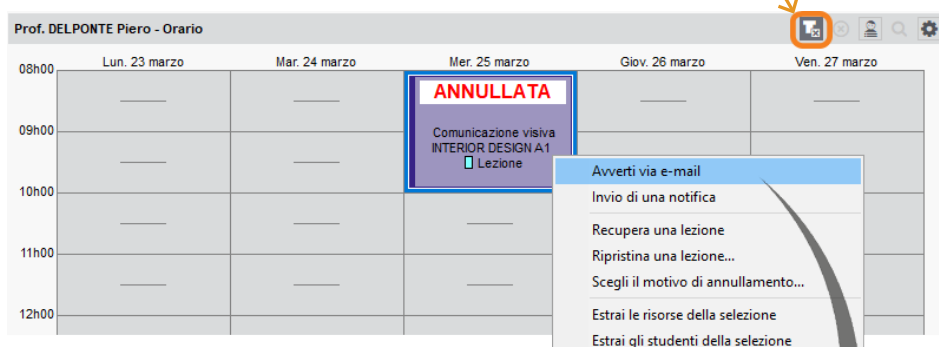 Prof. DELPONTE Piero - Orario
Lun. 23 marzo Mar. 24 marzo Mer. 25 marzo Giov. 26 marzo Ven. 27 marzo
08h00
ANNULLATA
09h00
Comunicazione visiva
INTERIOR DESIGN A1
Lezione
10h00
11h00
12h00
Avverti via e-mail
Invio di una notifica
Recupera una lezione
Ripristina una lezione...
Scegli il motivo di annullamento...
Estrai le risorse della selezione
Estrai gli studenti della selezione